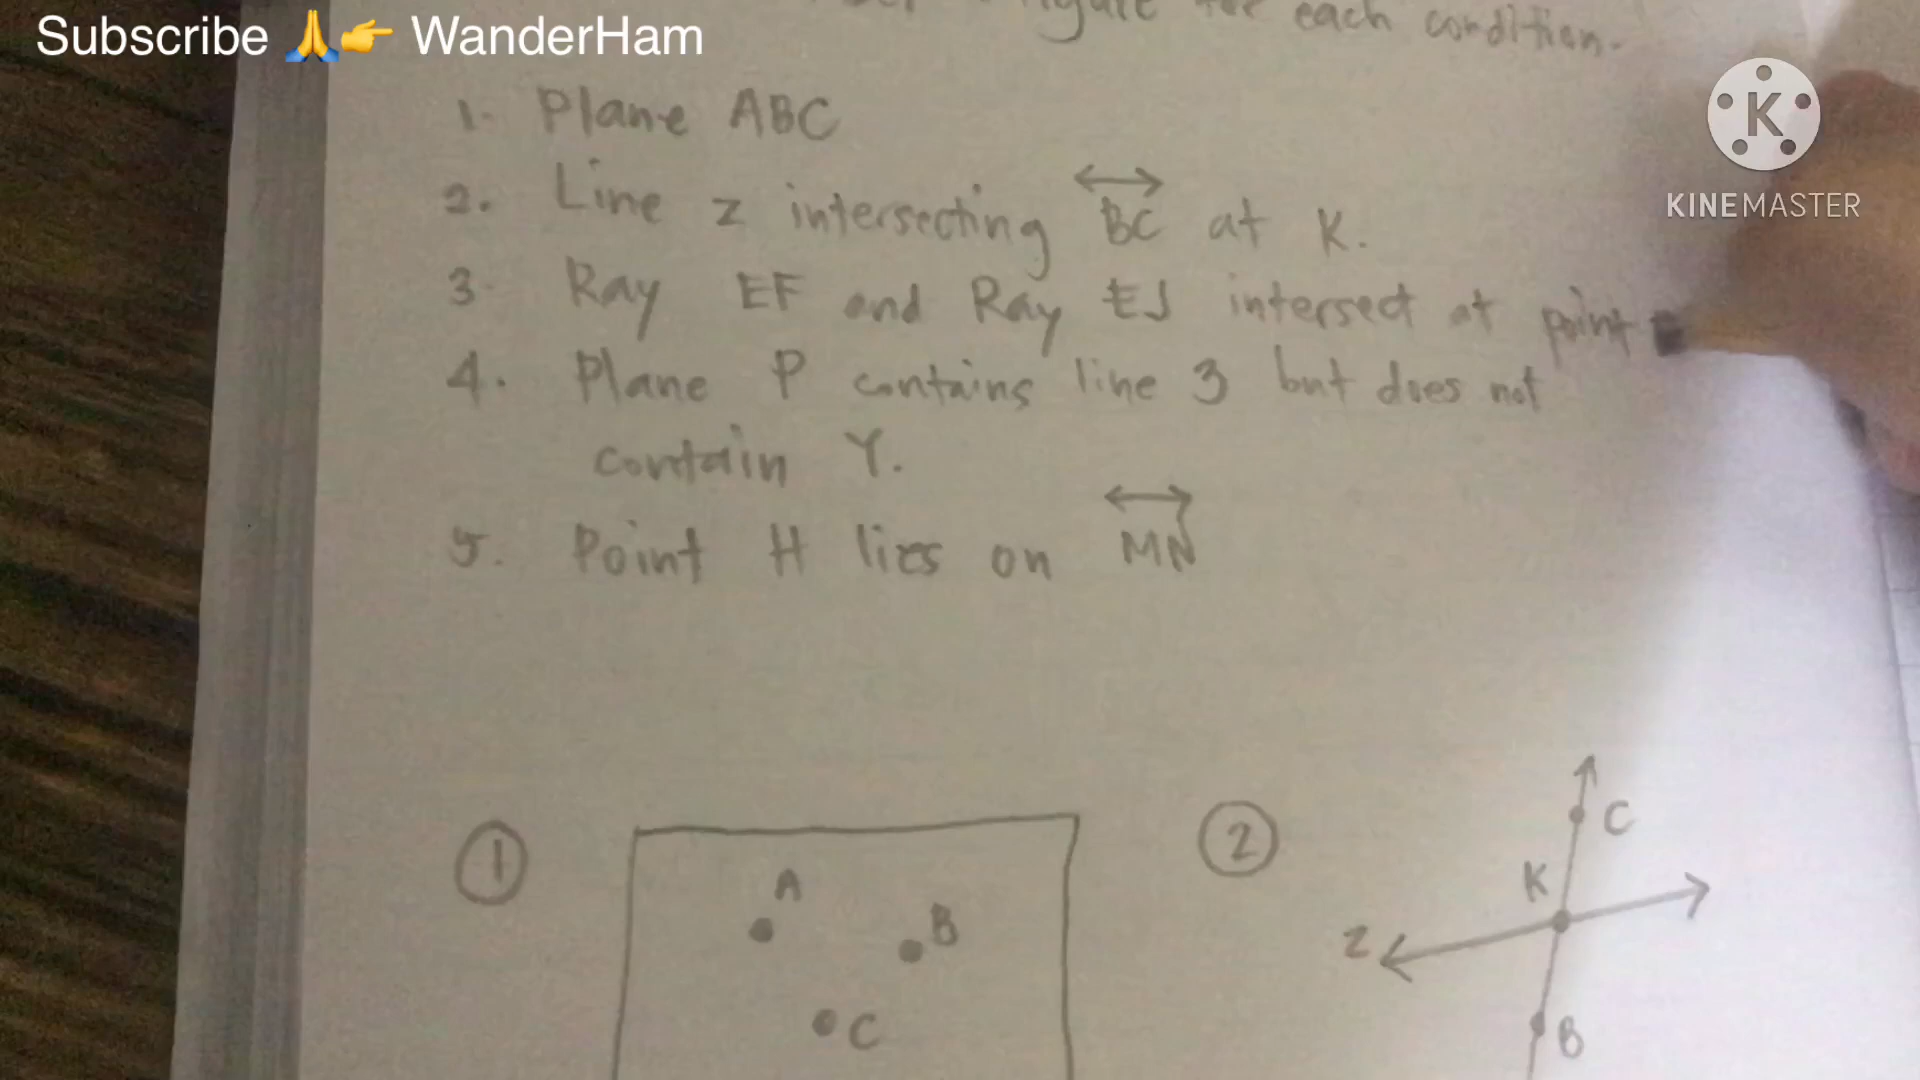 Subscribe 🙏👉 WanderHam
figure for each condition.
K
KINEMASTER
1. Plane ABC
2. Line z intersecting BC at K.
3. Ray EF and Ray EJ intersect at point
4. Plane P contains line 3 but does not
contain Y.
5. Point H lies on MN
1
2
A
B
C
C
K
z
B